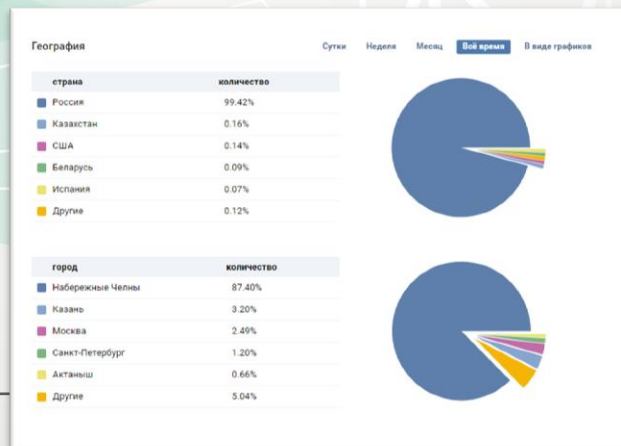 География
Сутки Неделя Месяц Всё время В виде графиков
страна количество
Россия 99.42%
Казахстан 0.16%
США 0.14%
Беларусь 0.09%
Испания 0.07%
Другие 0.12%
город количество
Набережные Челны 87.40%
Казань 3.20%
Москва 2.49%
Санкт-Петербург 1.20%
Актаныш 0.66%
Другие 5.04%